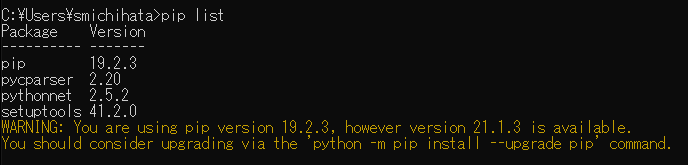 C:¥Users¥smichihata>pip list
Package    Version
---------- -------
pip        19.2.3
pycparser  2.20
pythonnet  2.5.2
setuptools 41.2.0
WARNING: You are using pip version 19.2.3, however version 21.1.3 is available.
You should consider upgrading via the 'python -m pip install --upgrade pip' command.